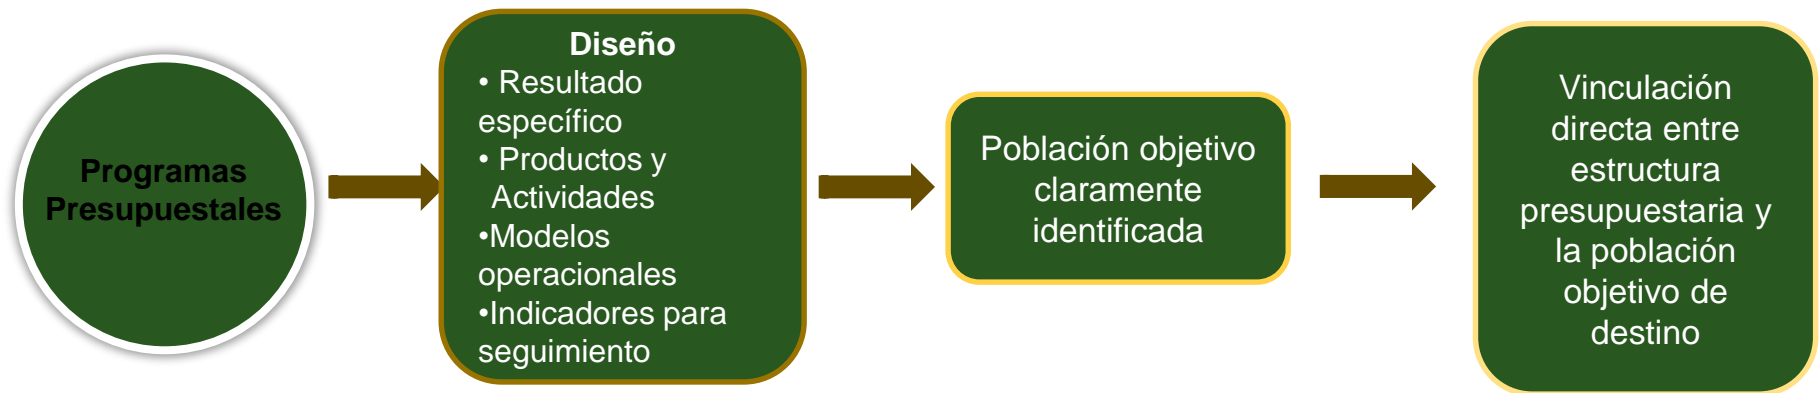 Programas
Presupuestales
Diseño
• Resultado
específico
• Productos y
Actividades
•Modelos
operacionales
•Indicadores para
seguimiento
Población objetivo
claramente
identificada
Vinculación
directa entre
estructura
presupuestaria y
la población
objetivo de
destino